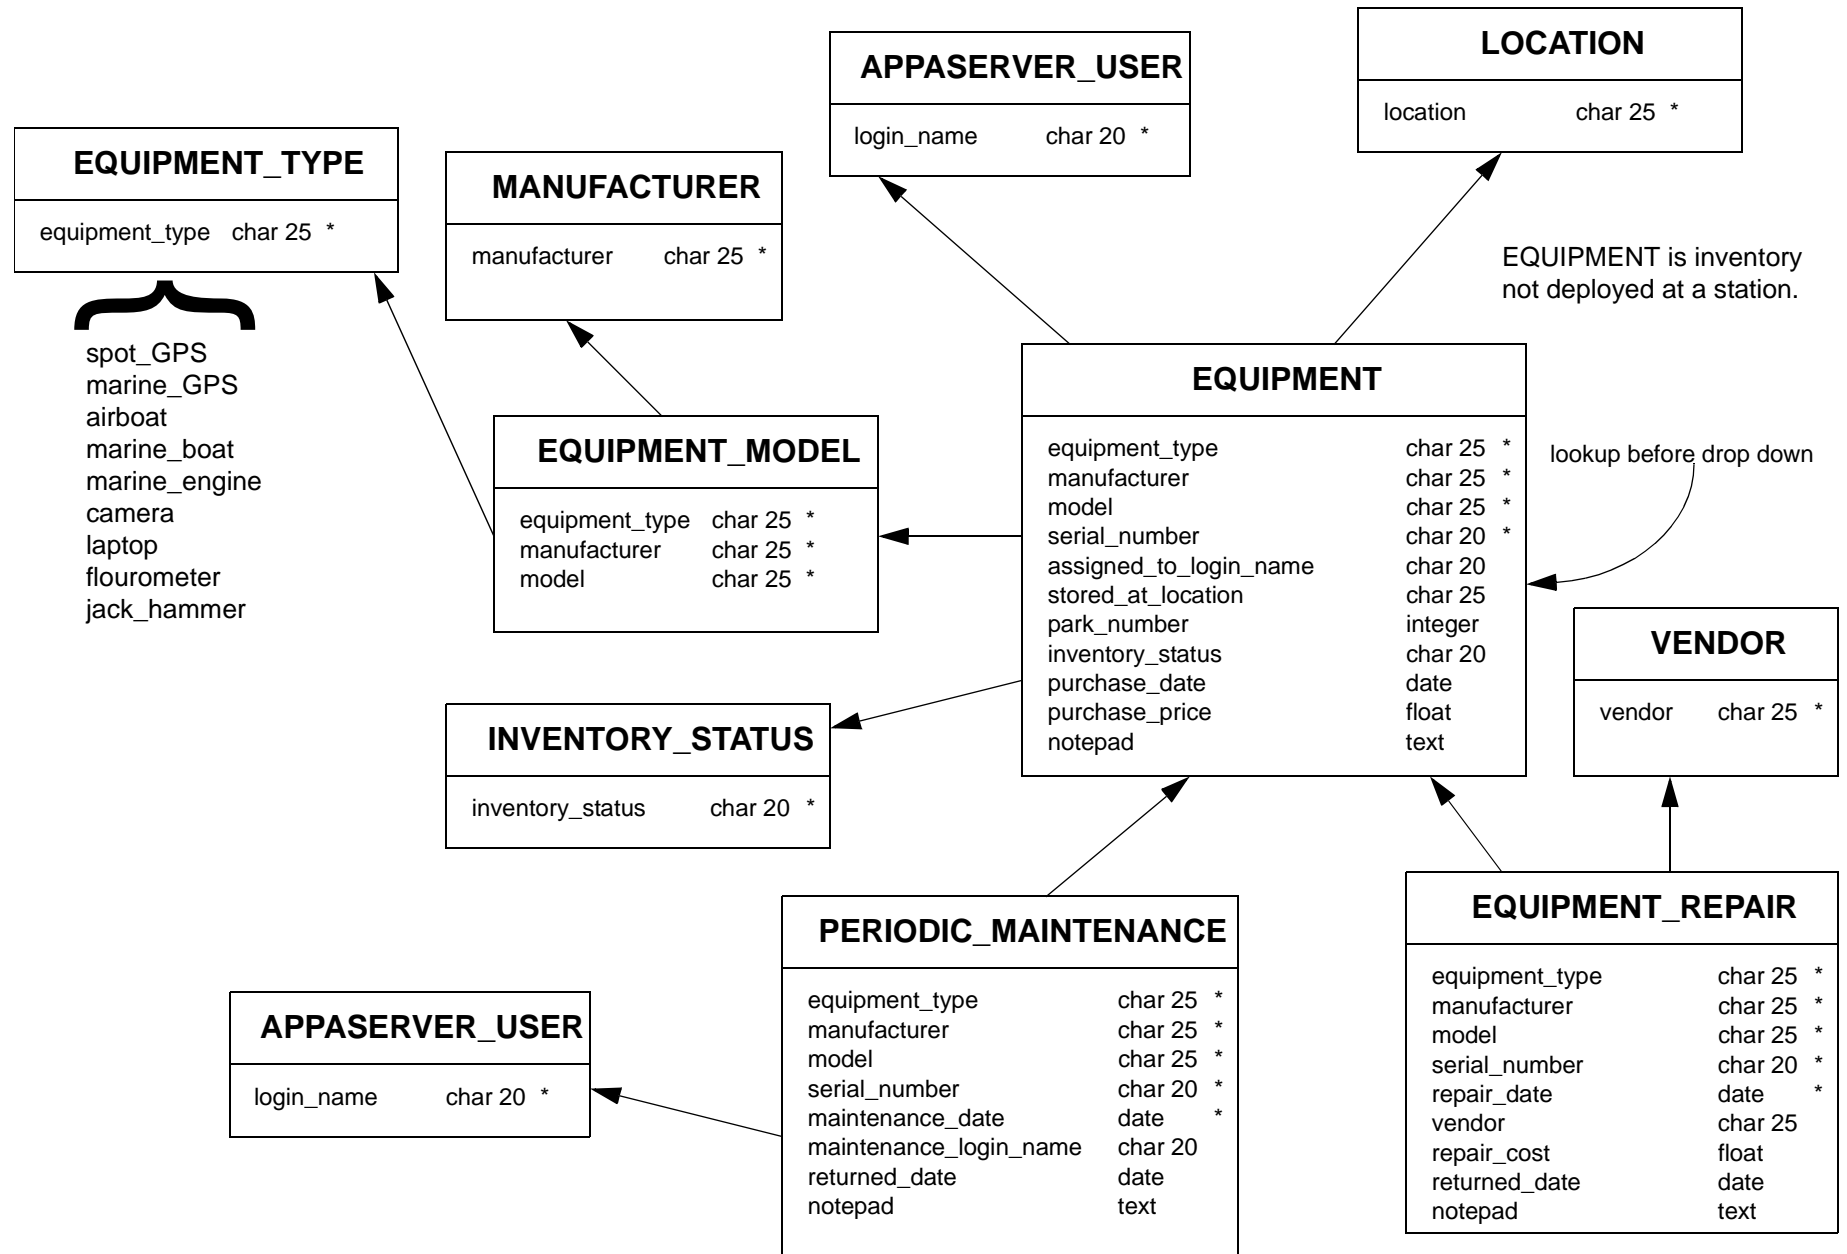 LOCATION
location char 25 *
APPASERVER_USER
login_name char 20 *
EQUIPMENT_TYPE
equipment_type char 25 *
spot_GPS
marine_GPS
airboat
marine_boat
marine_engine
camera
laptop
flourometer
jack_hammer
MANUFACTURER
manufacturer char 25 *
EQUIPMENT is inventory
not deployed at a station.
EQUIPMENT
equipment_type char 25 *
manufacturer char 25 *
model char 25 *
serial_number char 20 *
assigned_to_login_name char 20
stored_at_location char 25
park_number integer
inventory_status char 20
purchase_date date
purchase_price float
notepad text
lookup before drop down
EQUIPMENT_MODEL
equipment_type char 25 *
manufacturer char 25 *
model char 25 *
VENDOR
vendor char 25 *
INVENTORY_STATUS
inventory_status char 20 *
PERIODIC_MAINTENANCE
equipment_type char 25 *
manufacturer char 25 *
model char 25 *
serial_number char 20 *
maintenance_date date *
maintenance_login_name char 20
returned_date date
notepad text
EQUIPMENT_REPAIR
equipment_type char 25 *
manufacturer char 25 *
model char 25 *
serial_number char 20 *
repair_date date *
vendor char 25
repair_cost float
returned_date date
notepad text
APPASERVER_USER
login_name char 20 *